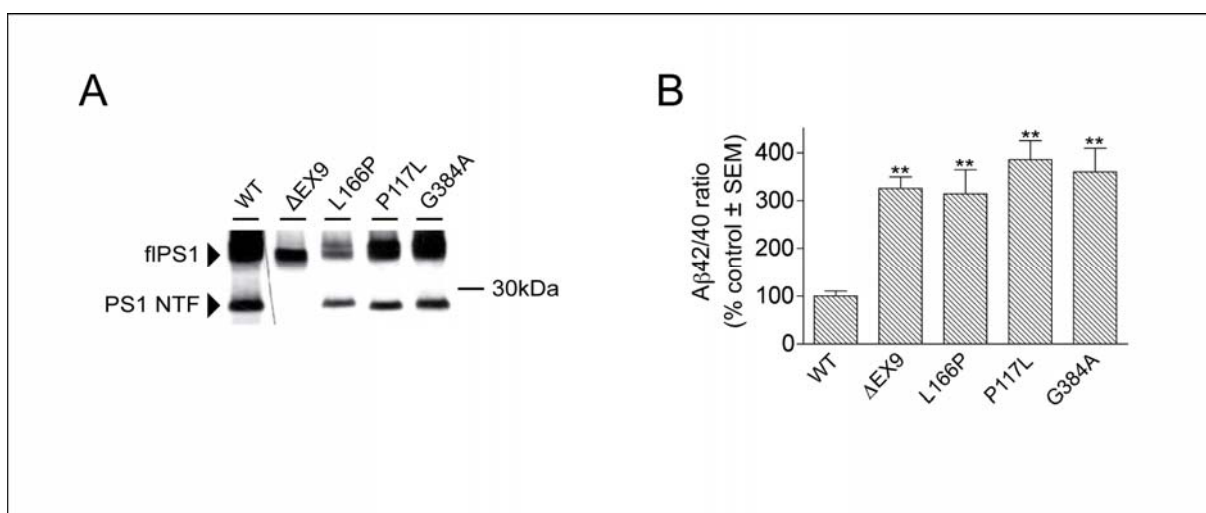 A
WT
ΔEX9
L166P
P117L
G384A
flPS1
30kDa
PS1 NTF
B
Aβ42/40 ratio
(% control ± SEM)
400
300
200
100
0
**
**
**
**
WT
ΔEX9
L166P
P117L
G384A